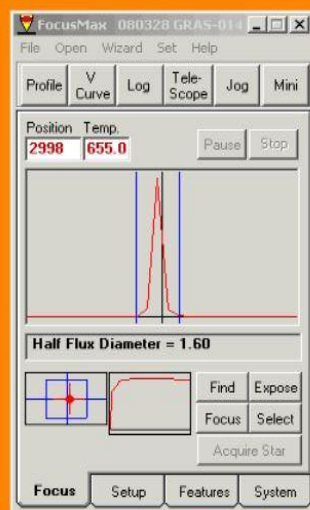 FocusMax 080328 GRAS-014
File Open Wizard Set Help
Profile V Curve Log Tele-Scope Jog Mini
Position Temp.
2998 655.0 Pause Stop
Half Flux Diameter = 1.60
Find Expose
Focus Select
Acquire Star
Focus Setup Features System